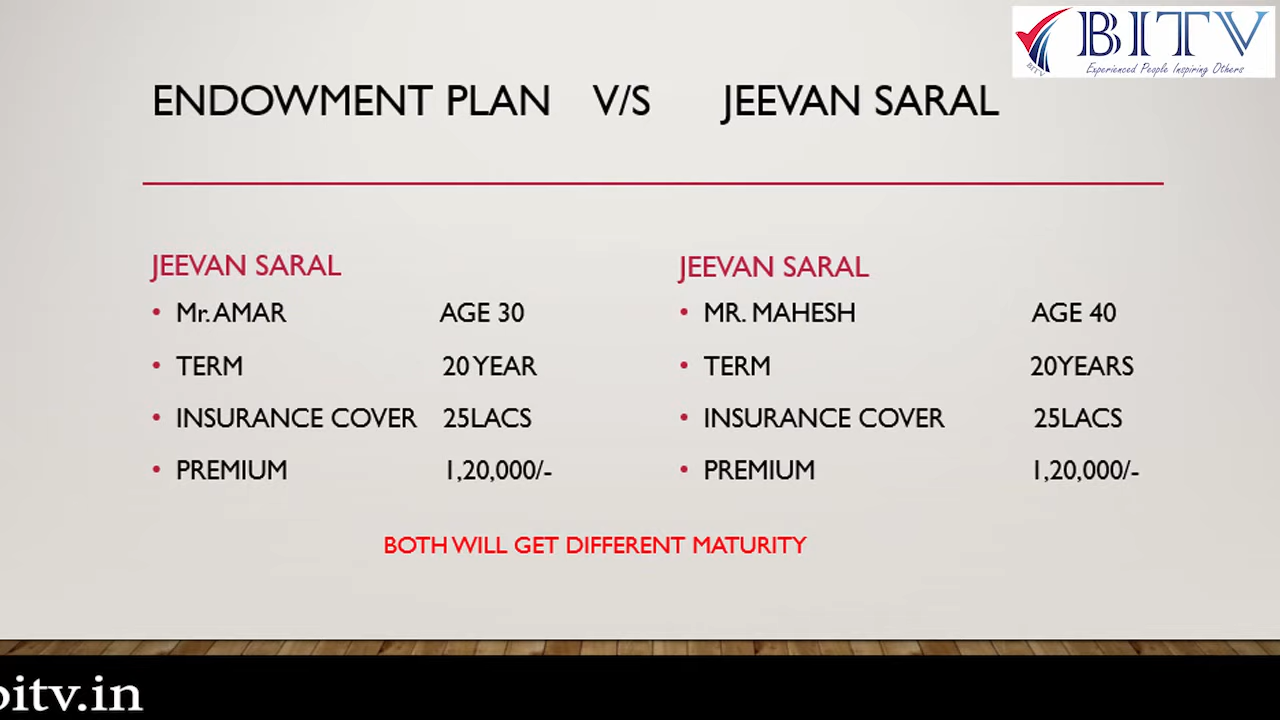 BITV
Experienced People Inspiring Others
BITV
ENDOWMENT PLAN V/S JEEVAN SARAL
JEEVAN SARAL
• Mr. AMAR AGE 30
• TERM 20 YEAR
• INSURANCE COVER 25LACS
• PREMIUM 1,20,000/-
JEEVAN SARAL
• MR. MAHESH AGE 40
• TERM 20YEARS
• INSURANCE COVER 25LACS
• PREMIUM 1,20,000/-
BOTH WILL GET DIFFERENT MATURITY
bitv.in